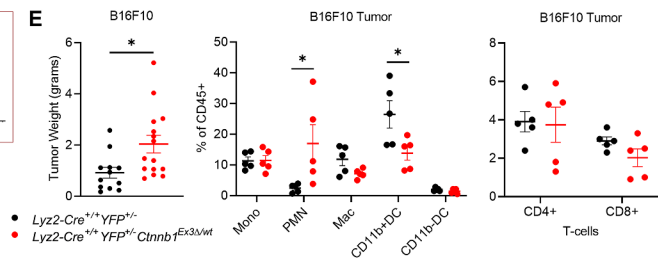 E
B16F10
Tumor Weight (grams)
6
4
2
0
*
B16F10 Tumor
% of CD45+
50
40
30
20
10
0
*
*
Mono
PMN
Mac
CD11b+DC
CD11b-DC
B16F10 Tumor
8
6
4
2
0
CD4+
CD8+
T-cells
Lyz2-Cre+/+YFP+/-
Lyz2-Cre+/+YFP+/-Ctnnb1Ex3Δ/wt